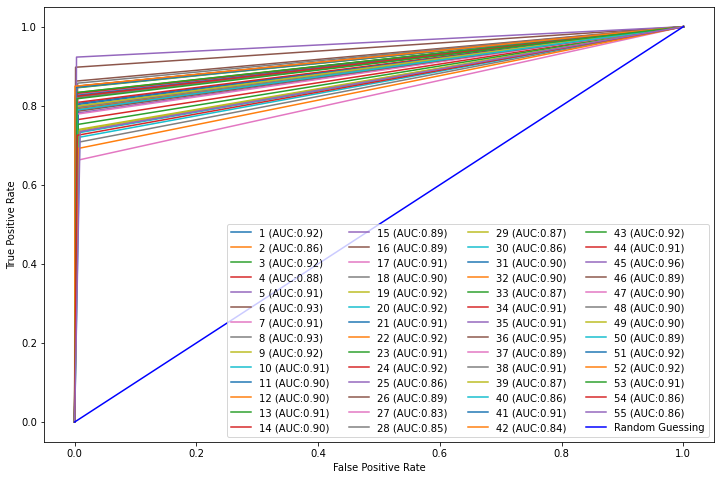 1.0
0.8
0.6
0.4
0.2
0.0
True Positive Rate
0.0 0.2 0.4 0.6 0.8 1.0
False Positive Rate
1 (AUC:0.92)
2 (AUC:0.86)
3 (AUC:0.92)
4 (AUC:0.88)
5 (AUC:0.91)
6 (AUC:0.93)
7 (AUC:0.91)
8 (AUC:0.93)
9 (AUC:0.92)
10 (AUC:0.91)
11 (AUC:0.90)
12 (AUC:0.90)
13 (AUC:0.91)
14 (AUC:0.90)
15 (AUC:0.89)
16 (AUC:0.89)
17 (AUC:0.91)
18 (AUC:0.90)
19 (AUC:0.92)
20 (AUC:0.92)
21 (AUC:0.91)
22 (AUC:0.92)
23 (AUC:0.91)
24 (AUC:0.92)
25 (AUC:0.86)
26 (AUC:0.89)
27 (AUC:0.83)
28 (AUC:0.85)
29 (AUC:0.87)
30 (AUC:0.86)
31 (AUC:0.90)
32 (AUC:0.90)
33 (AUC:0.87)
34 (AUC:0.91)
35 (AUC:0.91)
36 (AUC:0.95)
37 (AUC:0.89)
38 (AUC:0.91)
39 (AUC:0.87)
40 (AUC:0.86)
41 (AUC:0.91)
42 (AUC:0.84)
43 (AUC:0.92)
44 (AUC:0.91)
45 (AUC:0.96)
46 (AUC:0.89)
47 (AUC:0.90)
48 (AUC:0.90)
49 (AUC:0.90)
50 (AUC:0.89)
51 (AUC:0.92)
52 (AUC:0.92)
53 (AUC:0.91)
54 (AUC:0.86)
55 (AUC:0.86)
Random Guessing